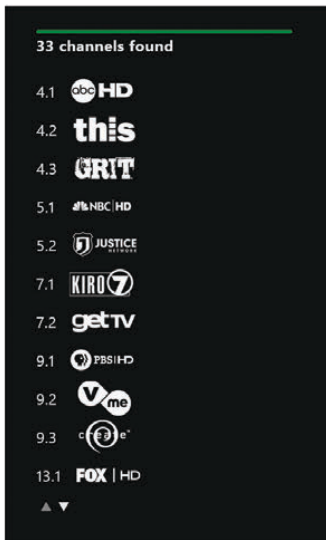 33 channels found
4.1 abc HD
4.2 this
4.3 GRIT
5.1 NBC|HD
5.2 JUSTICE NETWORK
7.1 KIRO 7
7.2 getTV
9.1 PBS|HD
9.2 V me
9.3 create
13.1 FOX | HD